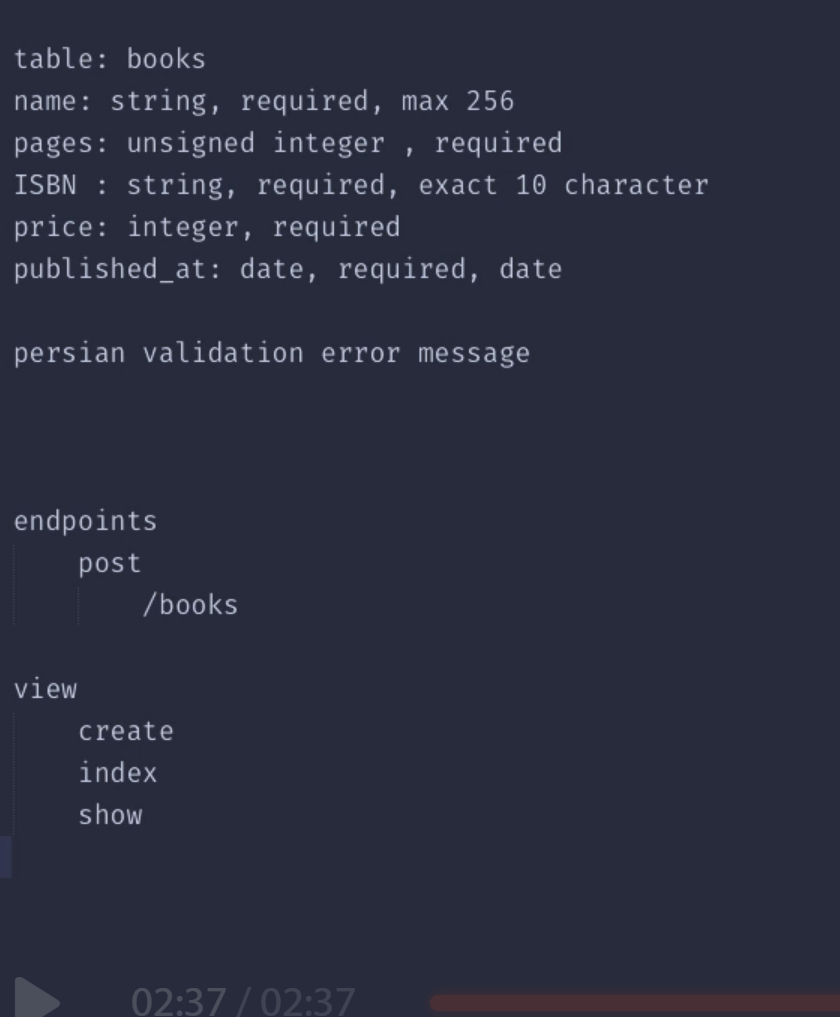 table: books
name: string, required, max 256
pages: unsigned integer , required
ISBN : string, required, exact 10 character
price: integer, required
published_at: date, required, date
persian validation error message
endpoints
post
/books
view
create
index
show
02:37 / 02:37